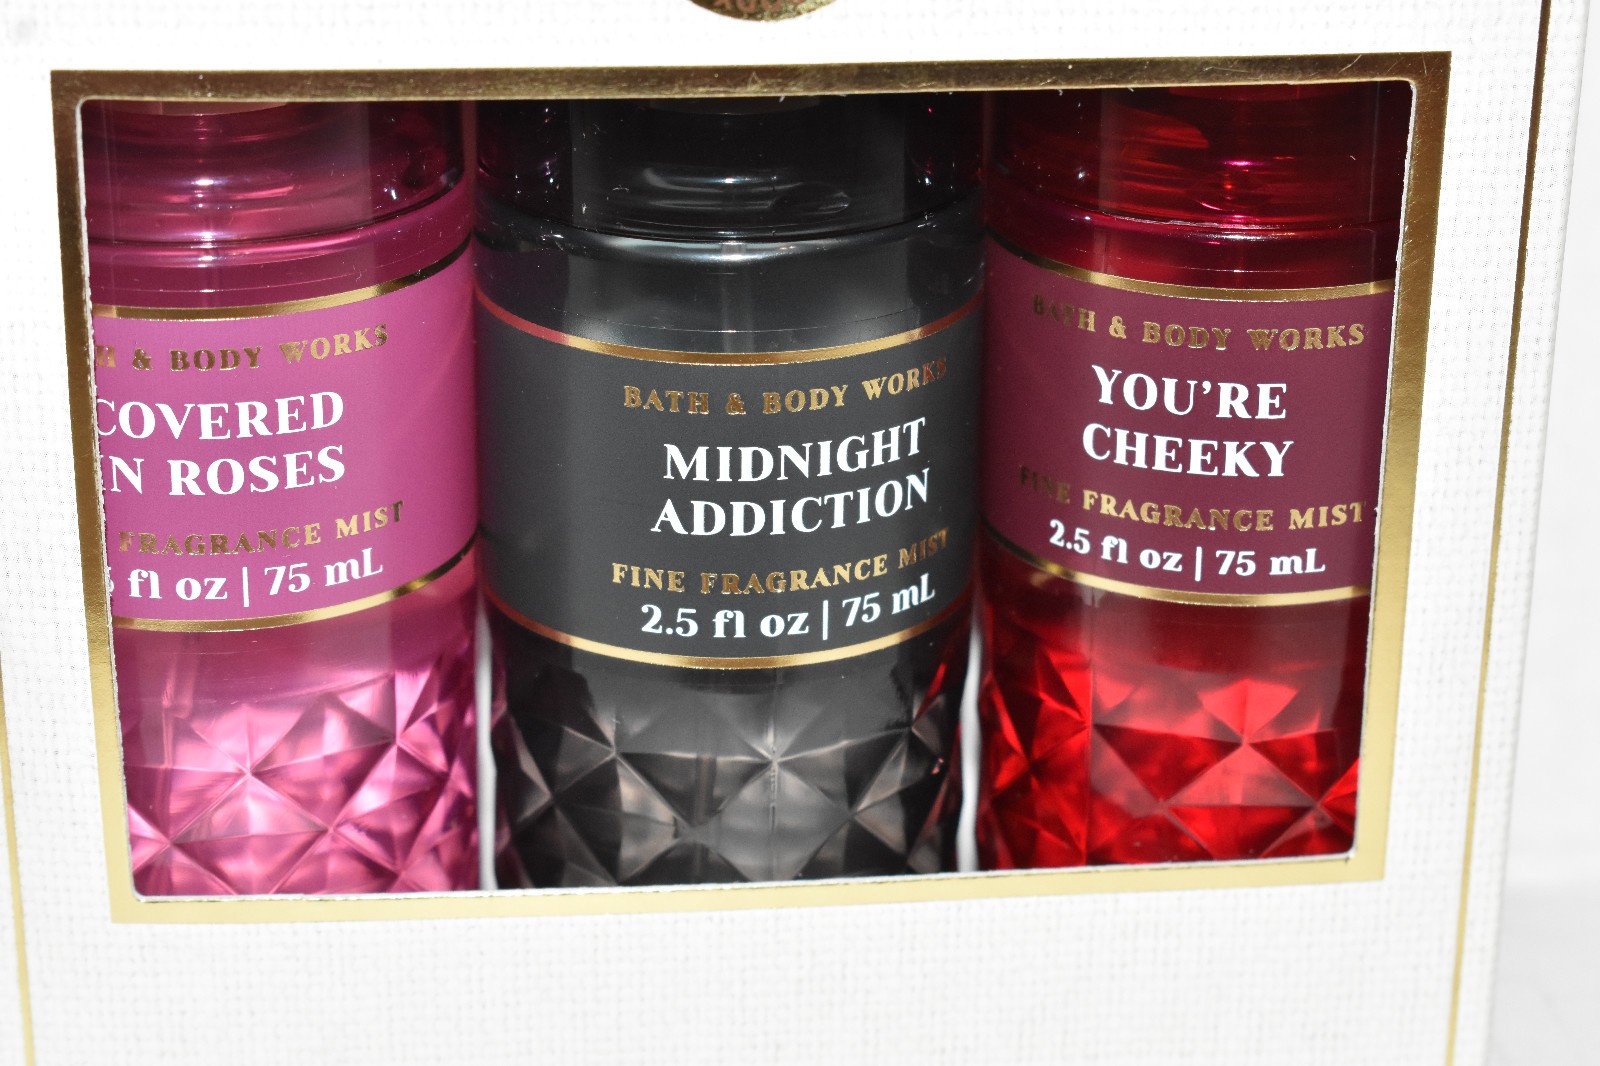 H & BODY WORKS
COVERED
IN ROSES
FRAGRANCE MIST
fl oz | 75 mL
BATH & BODY WORKS
MIDNIGHT
ADDICTION
FINE FRAGRANCE MIST
2.5 fl oz | 75 mL
BATH & BODY WORKS
YOU'RE
CHEEKY
FINE FRAGRANCE MIST
2.5 fl oz | 75 mL